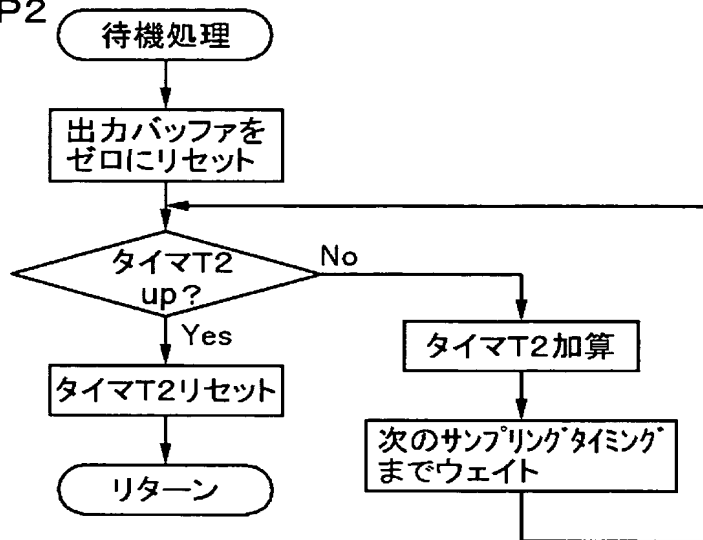 P2
待機処理
出力バッファを
ゼロにリセット
タイマT2
up?
No
Yes
タイマT2加算
タイマT2リセット
次のサンプリングタイミング
までウェイト
リターン